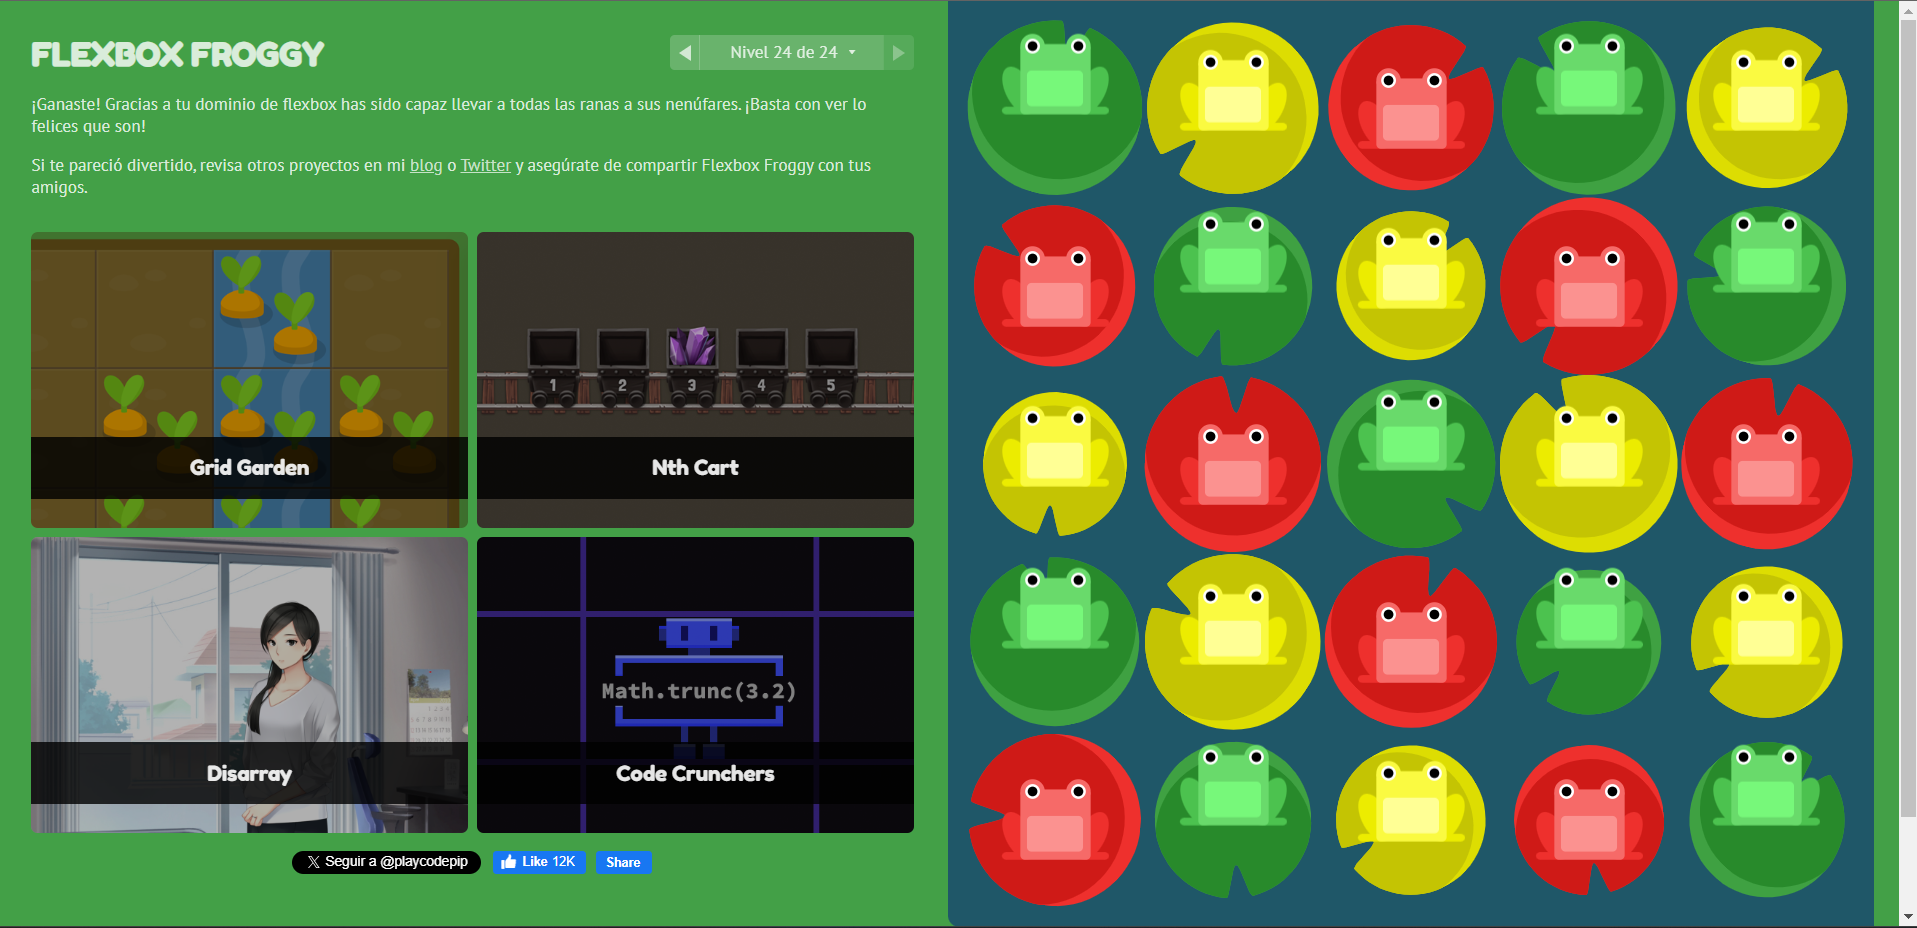 FLEXBOX FROGGY
Nivel 24 de 24
¡Ganaste! Gracias a tu dominio de flexbox has sido capaz llevar a todas las ranas a sus nenúfares. ¡Basta con ver lo
felices que son!
Si te pareció divertido, revisa otros proyectos en mi blog o Twitter y asegúrate de compartir Flexbox Froggy con tus
amigos.
Grid Garden
1 2 3 4 5
Nth Cart
Disarray
Math.trunc(3.2)
Code Crunchers
𝕏 Seguir a @playcodepip
Like 12K
Share